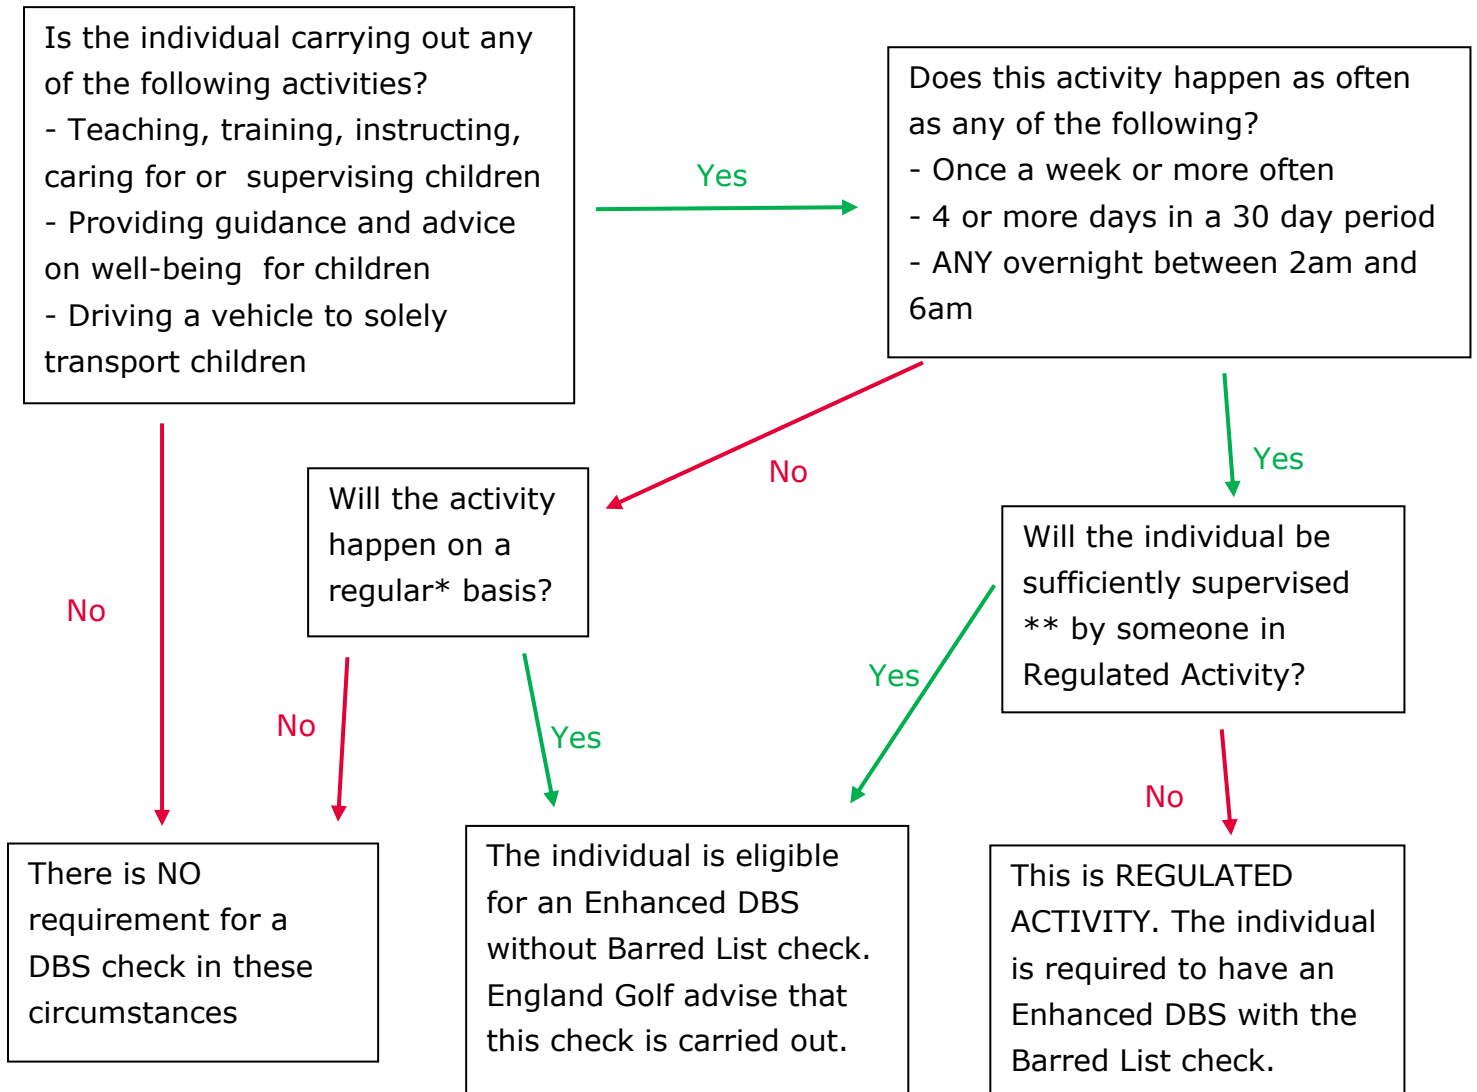 Is the individual carrying out any
of the following activities?
- Teaching, training, instructing,
caring for or  supervising children
- Providing guidance and advice
on well-being  for children
- Driving a vehicle to solely
transport children
Yes
Does this activity happen as often
as any of the following?
- Once a week or more often
- 4 or more days in a 30 day period
- ANY overnight between 2am and
6am
No
Will the activity
happen on a
regular* basis?
No
Yes
Will the individual be
sufficiently supervised
** by someone in
Regulated Activity?
No
Yes
Yes
No
There is NO
requirement for a
DBS check in these
circumstances
The individual is eligible
for an Enhanced DBS
without Barred List check.
England Golf advise that
this check is carried out.
This is REGULATED
ACTIVITY. The individual
is required to have an
Enhanced DBS with the
Barred List check.